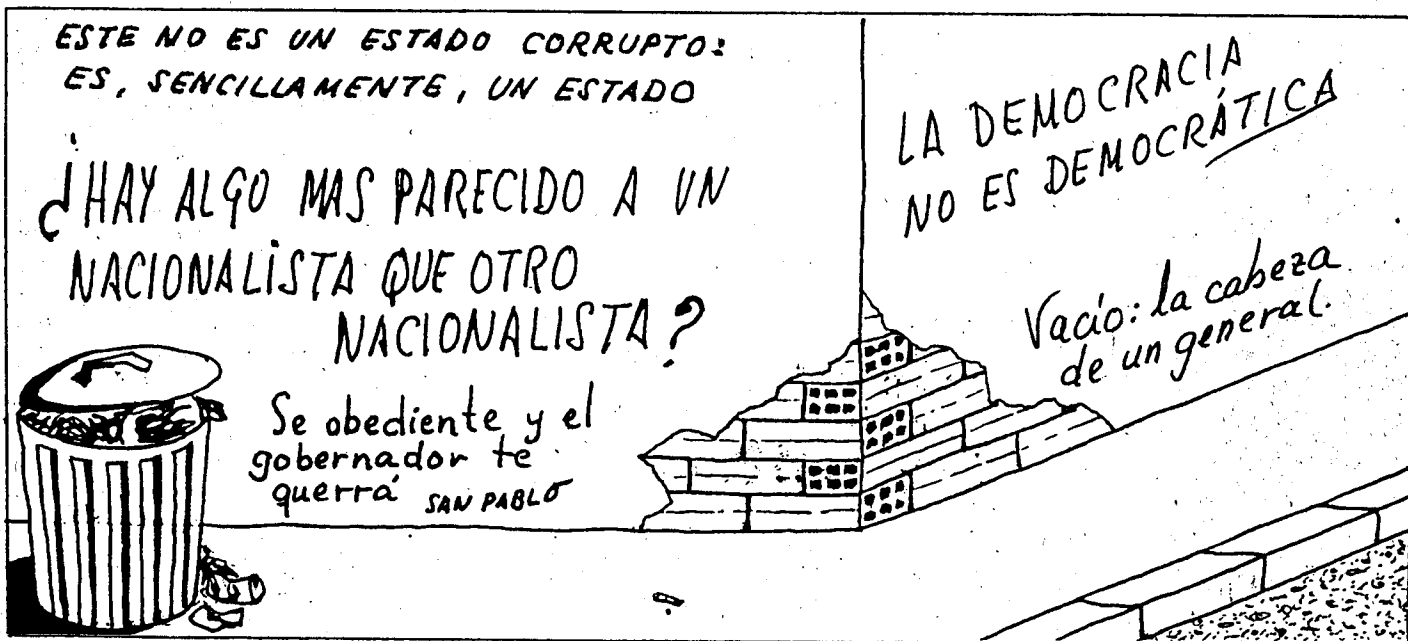 ESTE NO ES UN ESTADO CORRUPTO:
ES, SENCILLAMENTE, UN ESTADO
¿HAY ALGO MAS PARECIDO A UN
NACIONALISTA QUE OTRO
NACIONALISTA?
Se obediente y el
gobernador te
querrá SAN PABLO
LA DEMOCRACIA
NO ES DEMOCRÁTICA
Vacío: la cabeza
de un general.